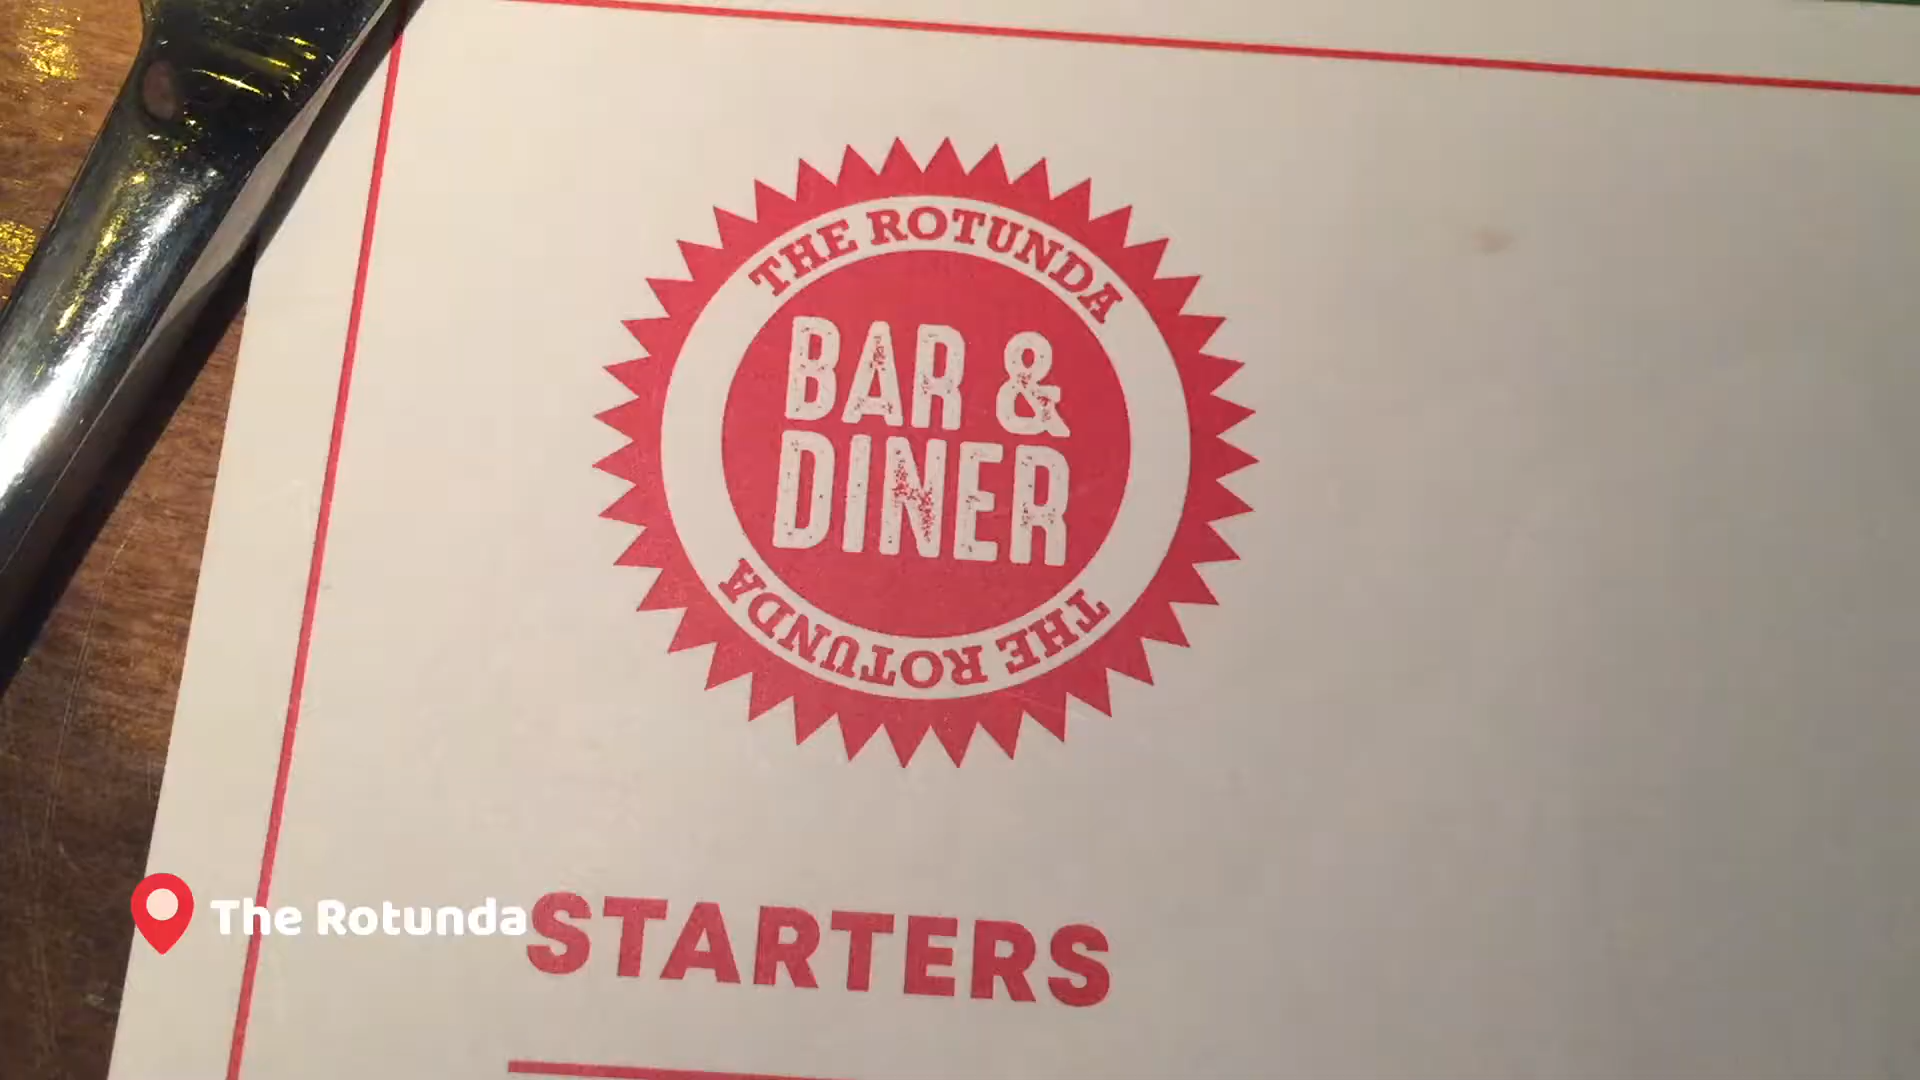 THE ROTUNDA
BAR &
DINER
THE ROTUNDA
The Rotunda
STARTERS